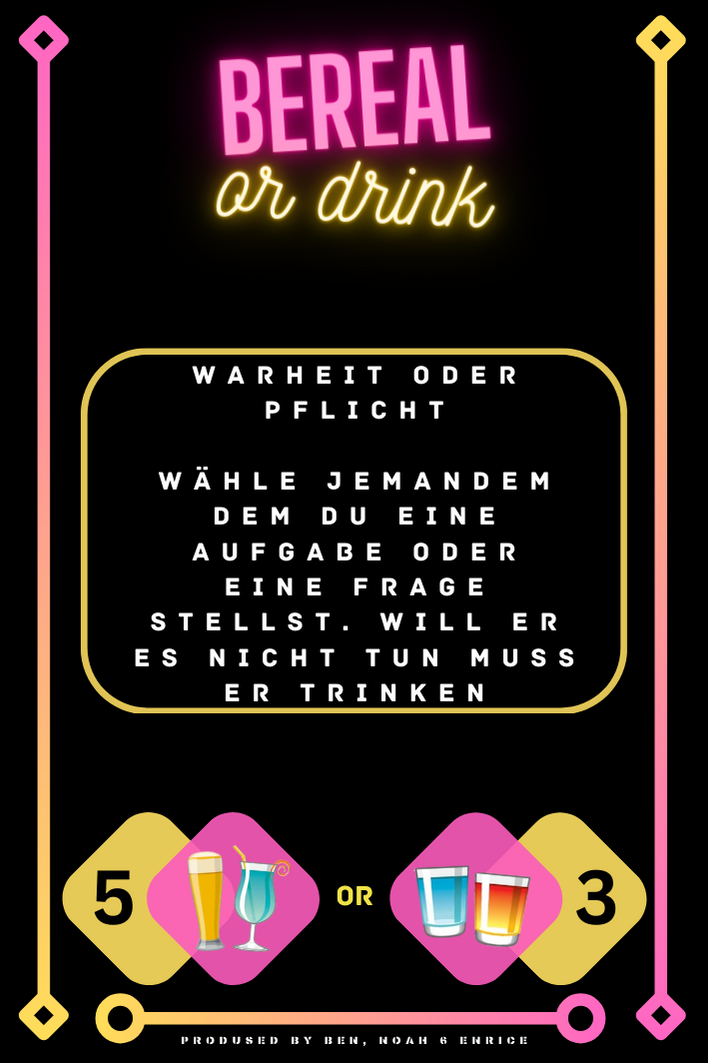 BEREAL
or drink
WARHEIT ODER
PFLICHT
WÄHLE JEMANDEM
DEM DU EINE
AUFGABE ODER
EINE FRAGE
STELLST. WILL ER
ES NICHT TUN MUSS
ER TRINKEN
5 OR 3
PRODUSED BY BEN, NOAH 6 ENRICE